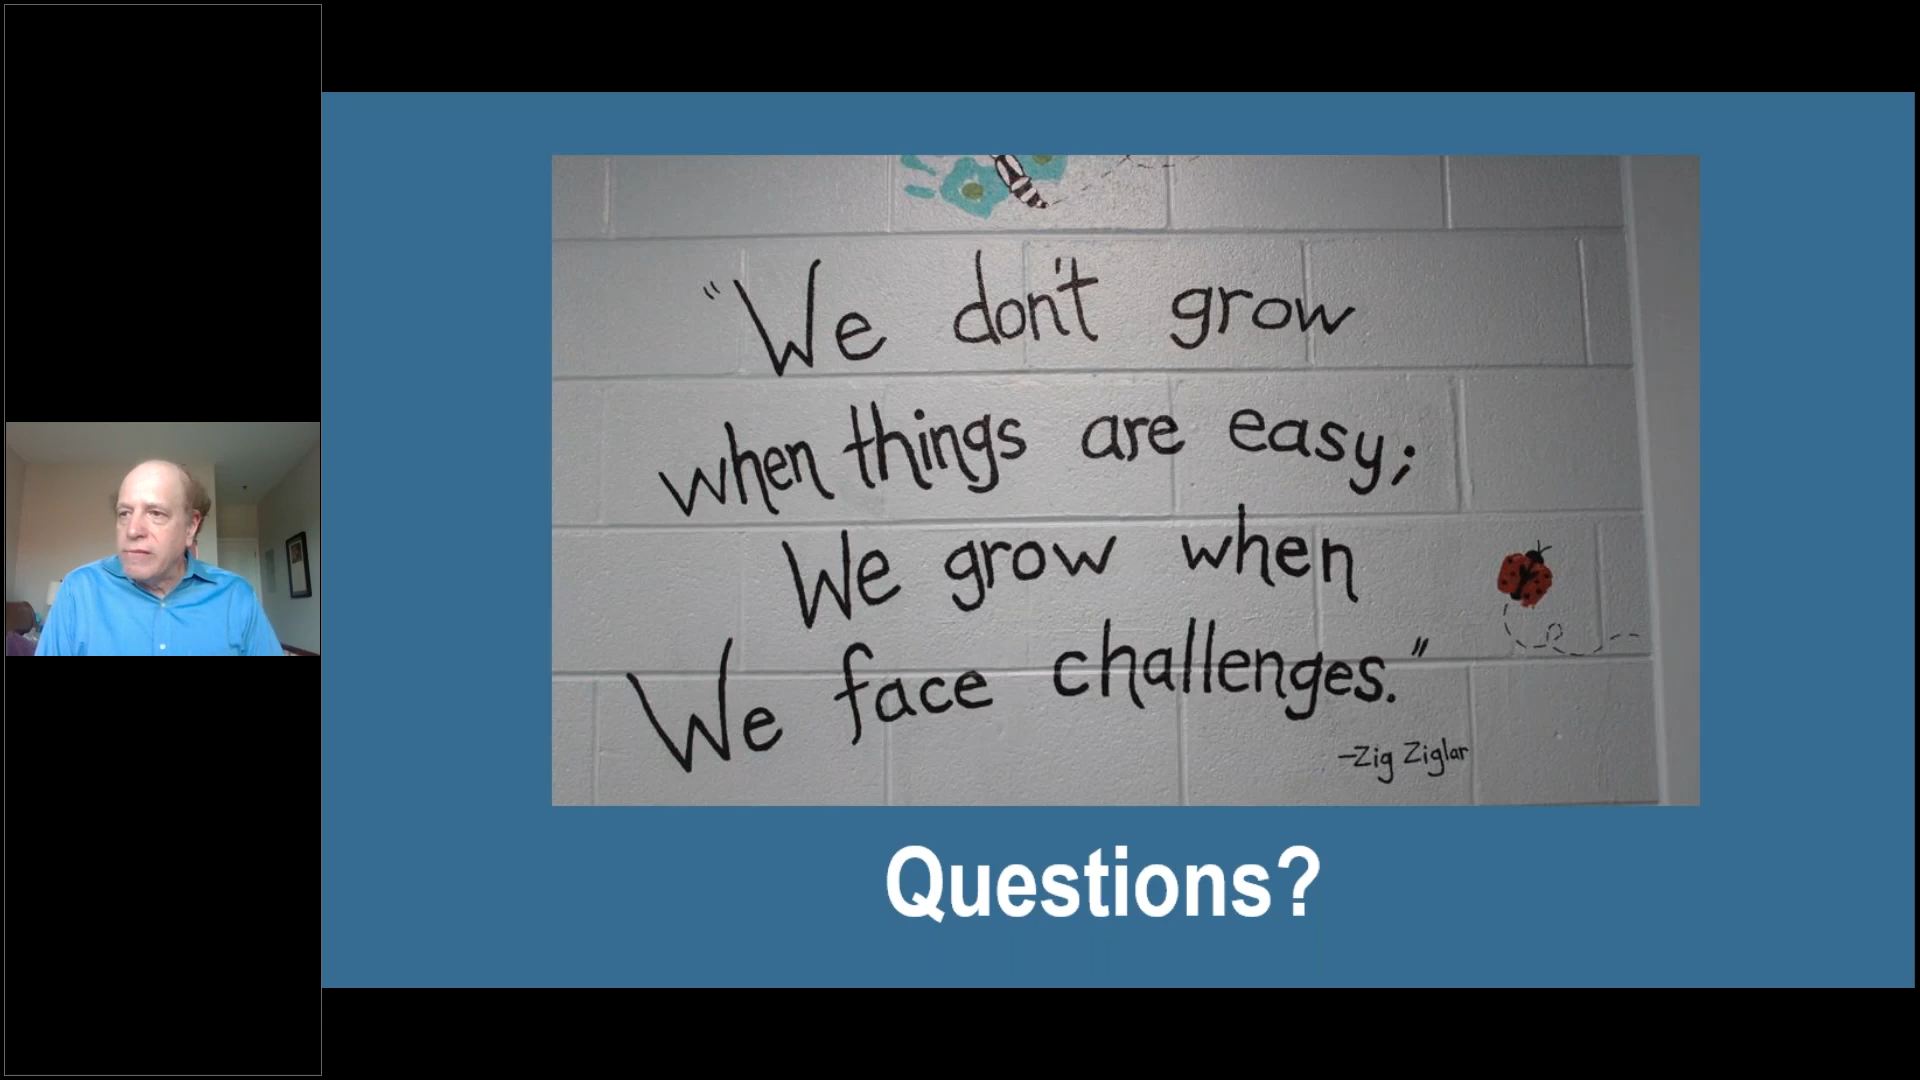 "We don't grow
when things are easy;
We grow when
We face challenges."
-Zig Ziglar
Questions?